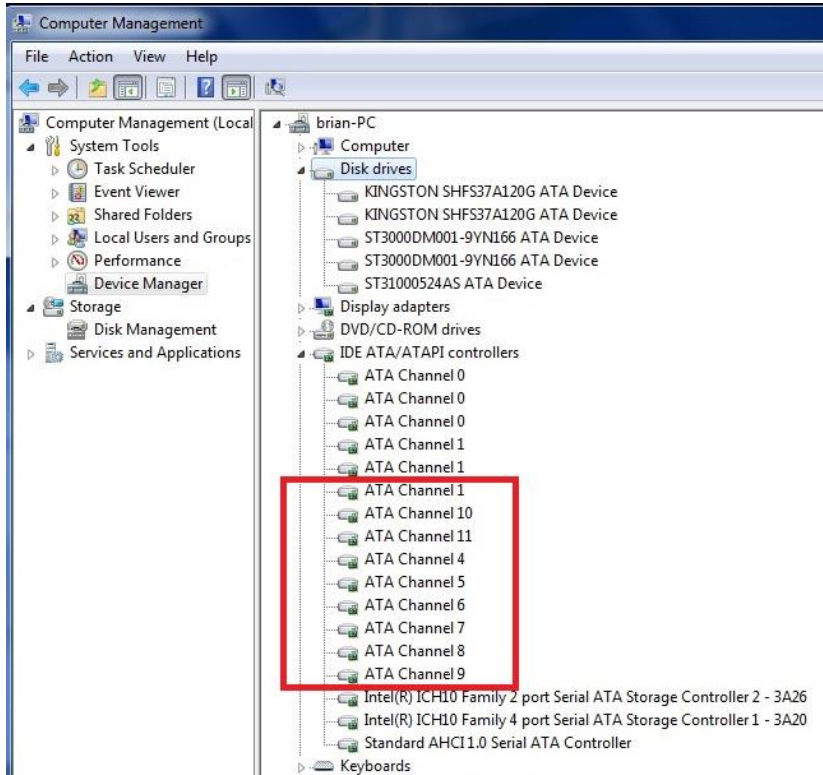 Computer Management
File Action View Help
Computer Management (Local
System Tools
Task Scheduler
Event Viewer
Shared Folders
Local Users and Groups
Performance
Device Manager
Storage
Disk Management
Services and Applications
brian-PC
Computer
Disk drives
KINGSTON SHFS37A120G ATA Device
KINGSTON SHFS37A120G ATA Device
ST3000DM001-9YN166 ATA Device
ST3000DM001-9YN166 ATA Device
ST31000524AS ATA Device
Display adapters
DVD/CD-ROM drives
IDE ATA/ATAPI controllers
ATA Channel 0
ATA Channel 0
ATA Channel 0
ATA Channel 1
ATA Channel 1
ATA Channel 1
ATA Channel 10
ATA Channel 11
ATA Channel 4
ATA Channel 5
ATA Channel 6
ATA Channel 7
ATA Channel 8
ATA Channel 9
Intel(R) ICH10 Family 2 port Serial ATA Storage Controller 2 - 3A26
Intel(R) ICH10 Family 4 port Serial ATA Storage Controller 1 - 3A20
Standard AHCI 1.0 Serial ATA Controller
Keyboards